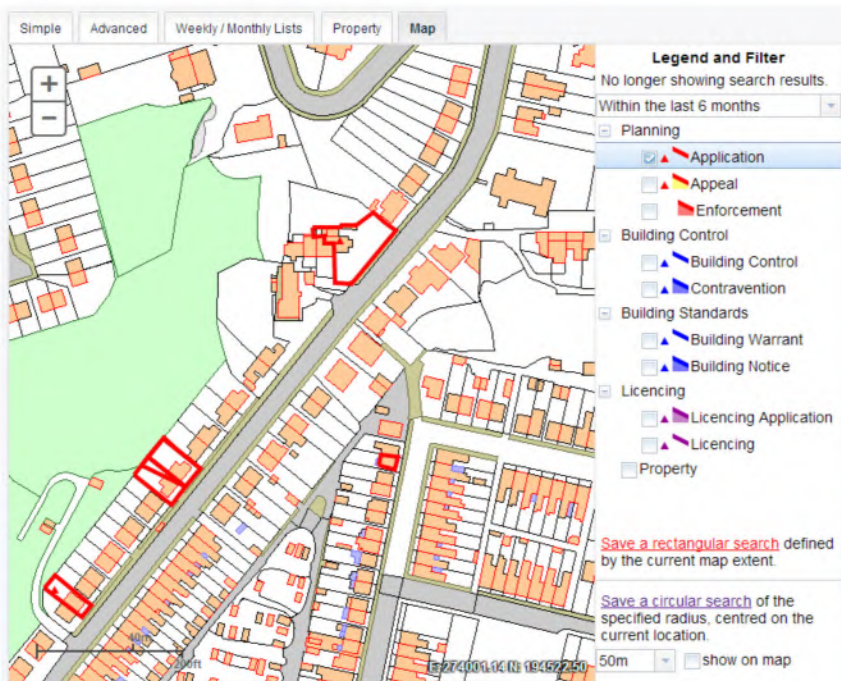 Simple Advanced Weekly / Monthly Lists Property Map
+
−
Legend and Filter
No longer showing search results.
Within the last 6 months
Planning
Application
Appeal
Enforcement
Building Control
Building Control
Contravention
Building Standards
Building Warrant
Building Notice
Licencing
Licencing Application
Licencing
Property
Save a rectangular search defined
by the current map extent.
Save a circular search of the
specified radius, centred on the
current location.
50m show on map
40m
200ft
E: 274001.14 N: 194522.50